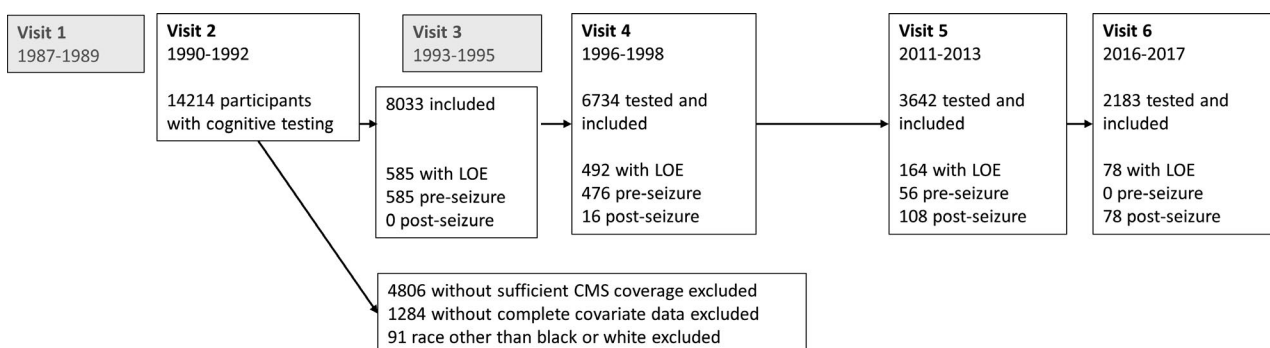 Visit 1
1987-1989
Visit 2
1990-1992
14214 participants
with cognitive testing
8033 included
585 with LOE
585 pre-seizure
0 post-seizure
Visit 3
1993-1995
Visit 4
1996-1998
6734 tested and
included
492 with LOE
476 pre-seizure
16 post-seizure
Visit 5
2011-2013
3642 tested and
included
164 with LOE
56 pre-seizure
108 post-seizure
Visit 6
2016-2017
2183 tested and
included
78 with LOE
0 pre-seizure
78 post-seizure
4806 without sufficient CMS coverage excluded
1284 without complete covariate data excluded
91 race other than black or white excluded